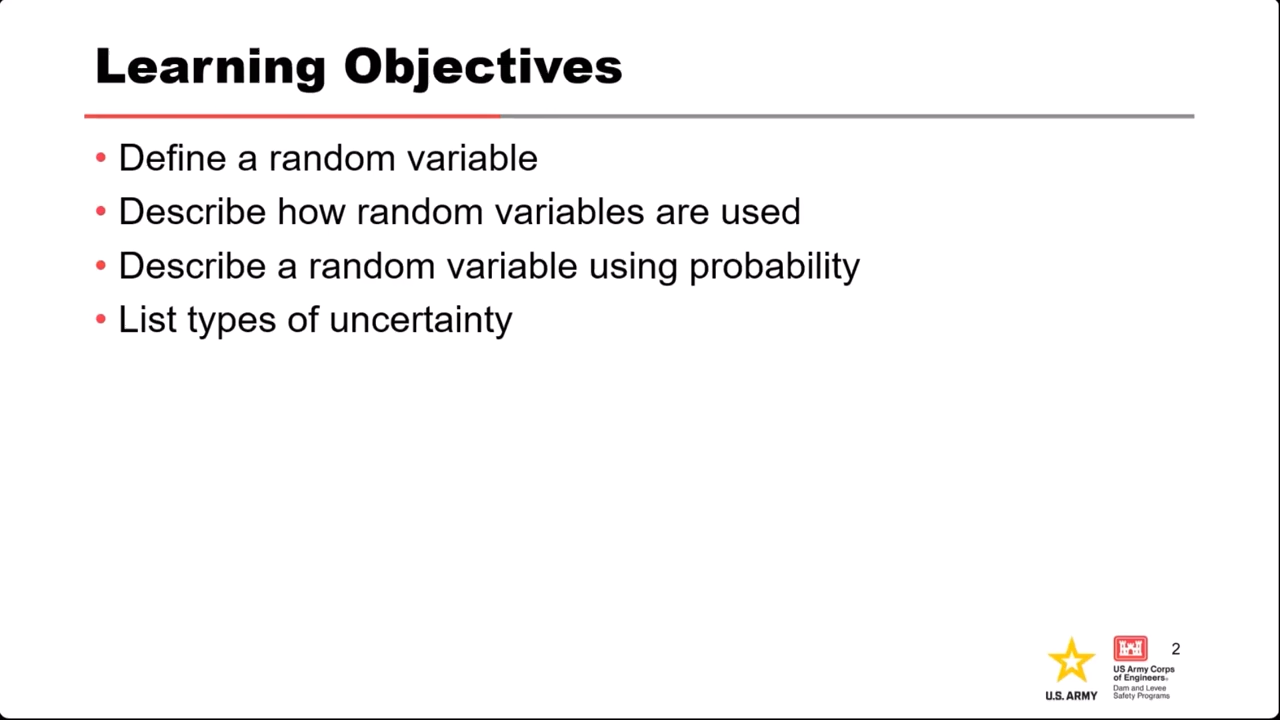 Learning Objectives
• Define a random variable
• Describe how random variables are used
• Describe a random variable using probability
• List types of uncertainty
2
U.S. ARMY
US Army Corps
of Engineers®
Dam and Levee
Safety Programs